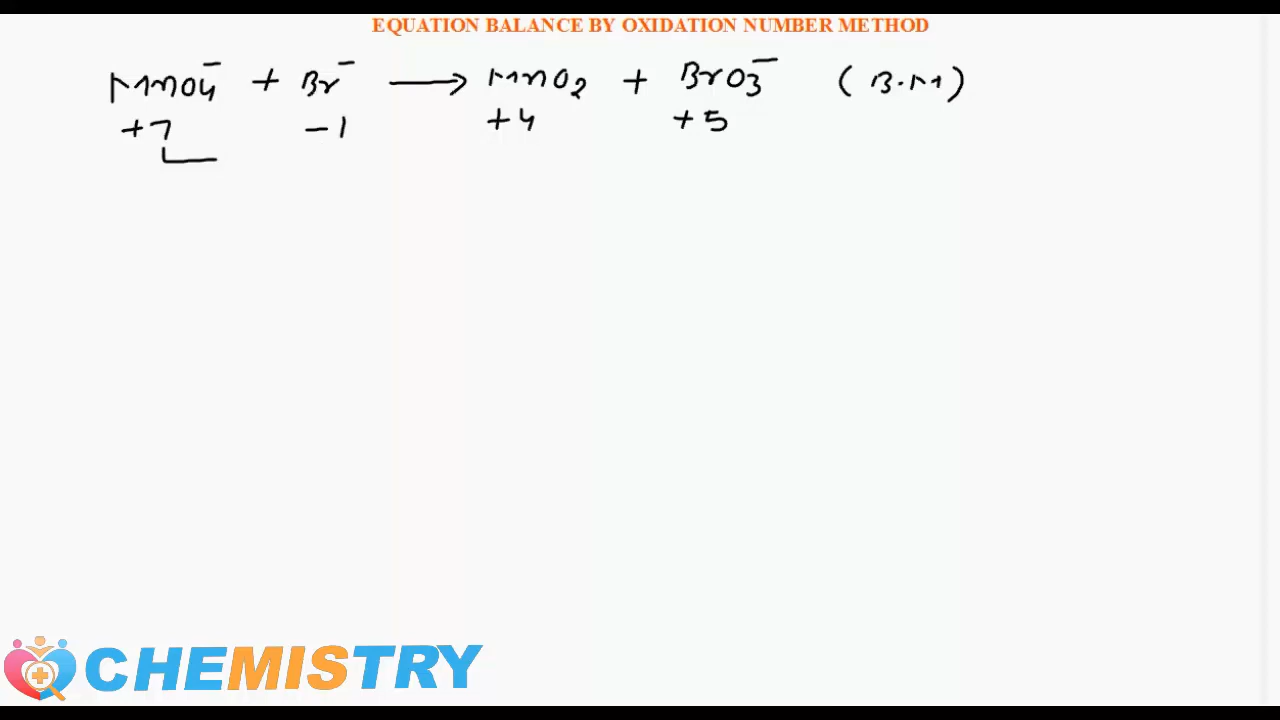 EQUATION BALANCE BY OXIDATION NUMBER METHOD
MnO4⁻ + Br⁻ ⟶ MnO2 + BrO3⁻ (B.M)
+7 -1 +4 +5
CHEMISTRY